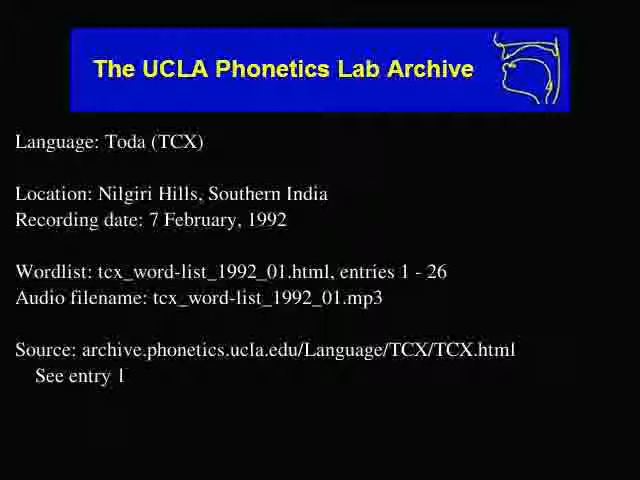 The UCLA Phonetics Lab Archive
Language: Toda (TCX)
Location: Nilgiri Hills, Southern India
Recording date: 7 February, 1992
Wordlist: tcx_word-list_1992_01.html, entries 1 - 26
Audio filename: tcx_word-list_1992_01.mp3
Source: archive.phonetics.ucla.edu/Language/TCX/TCX.html
See entry 1